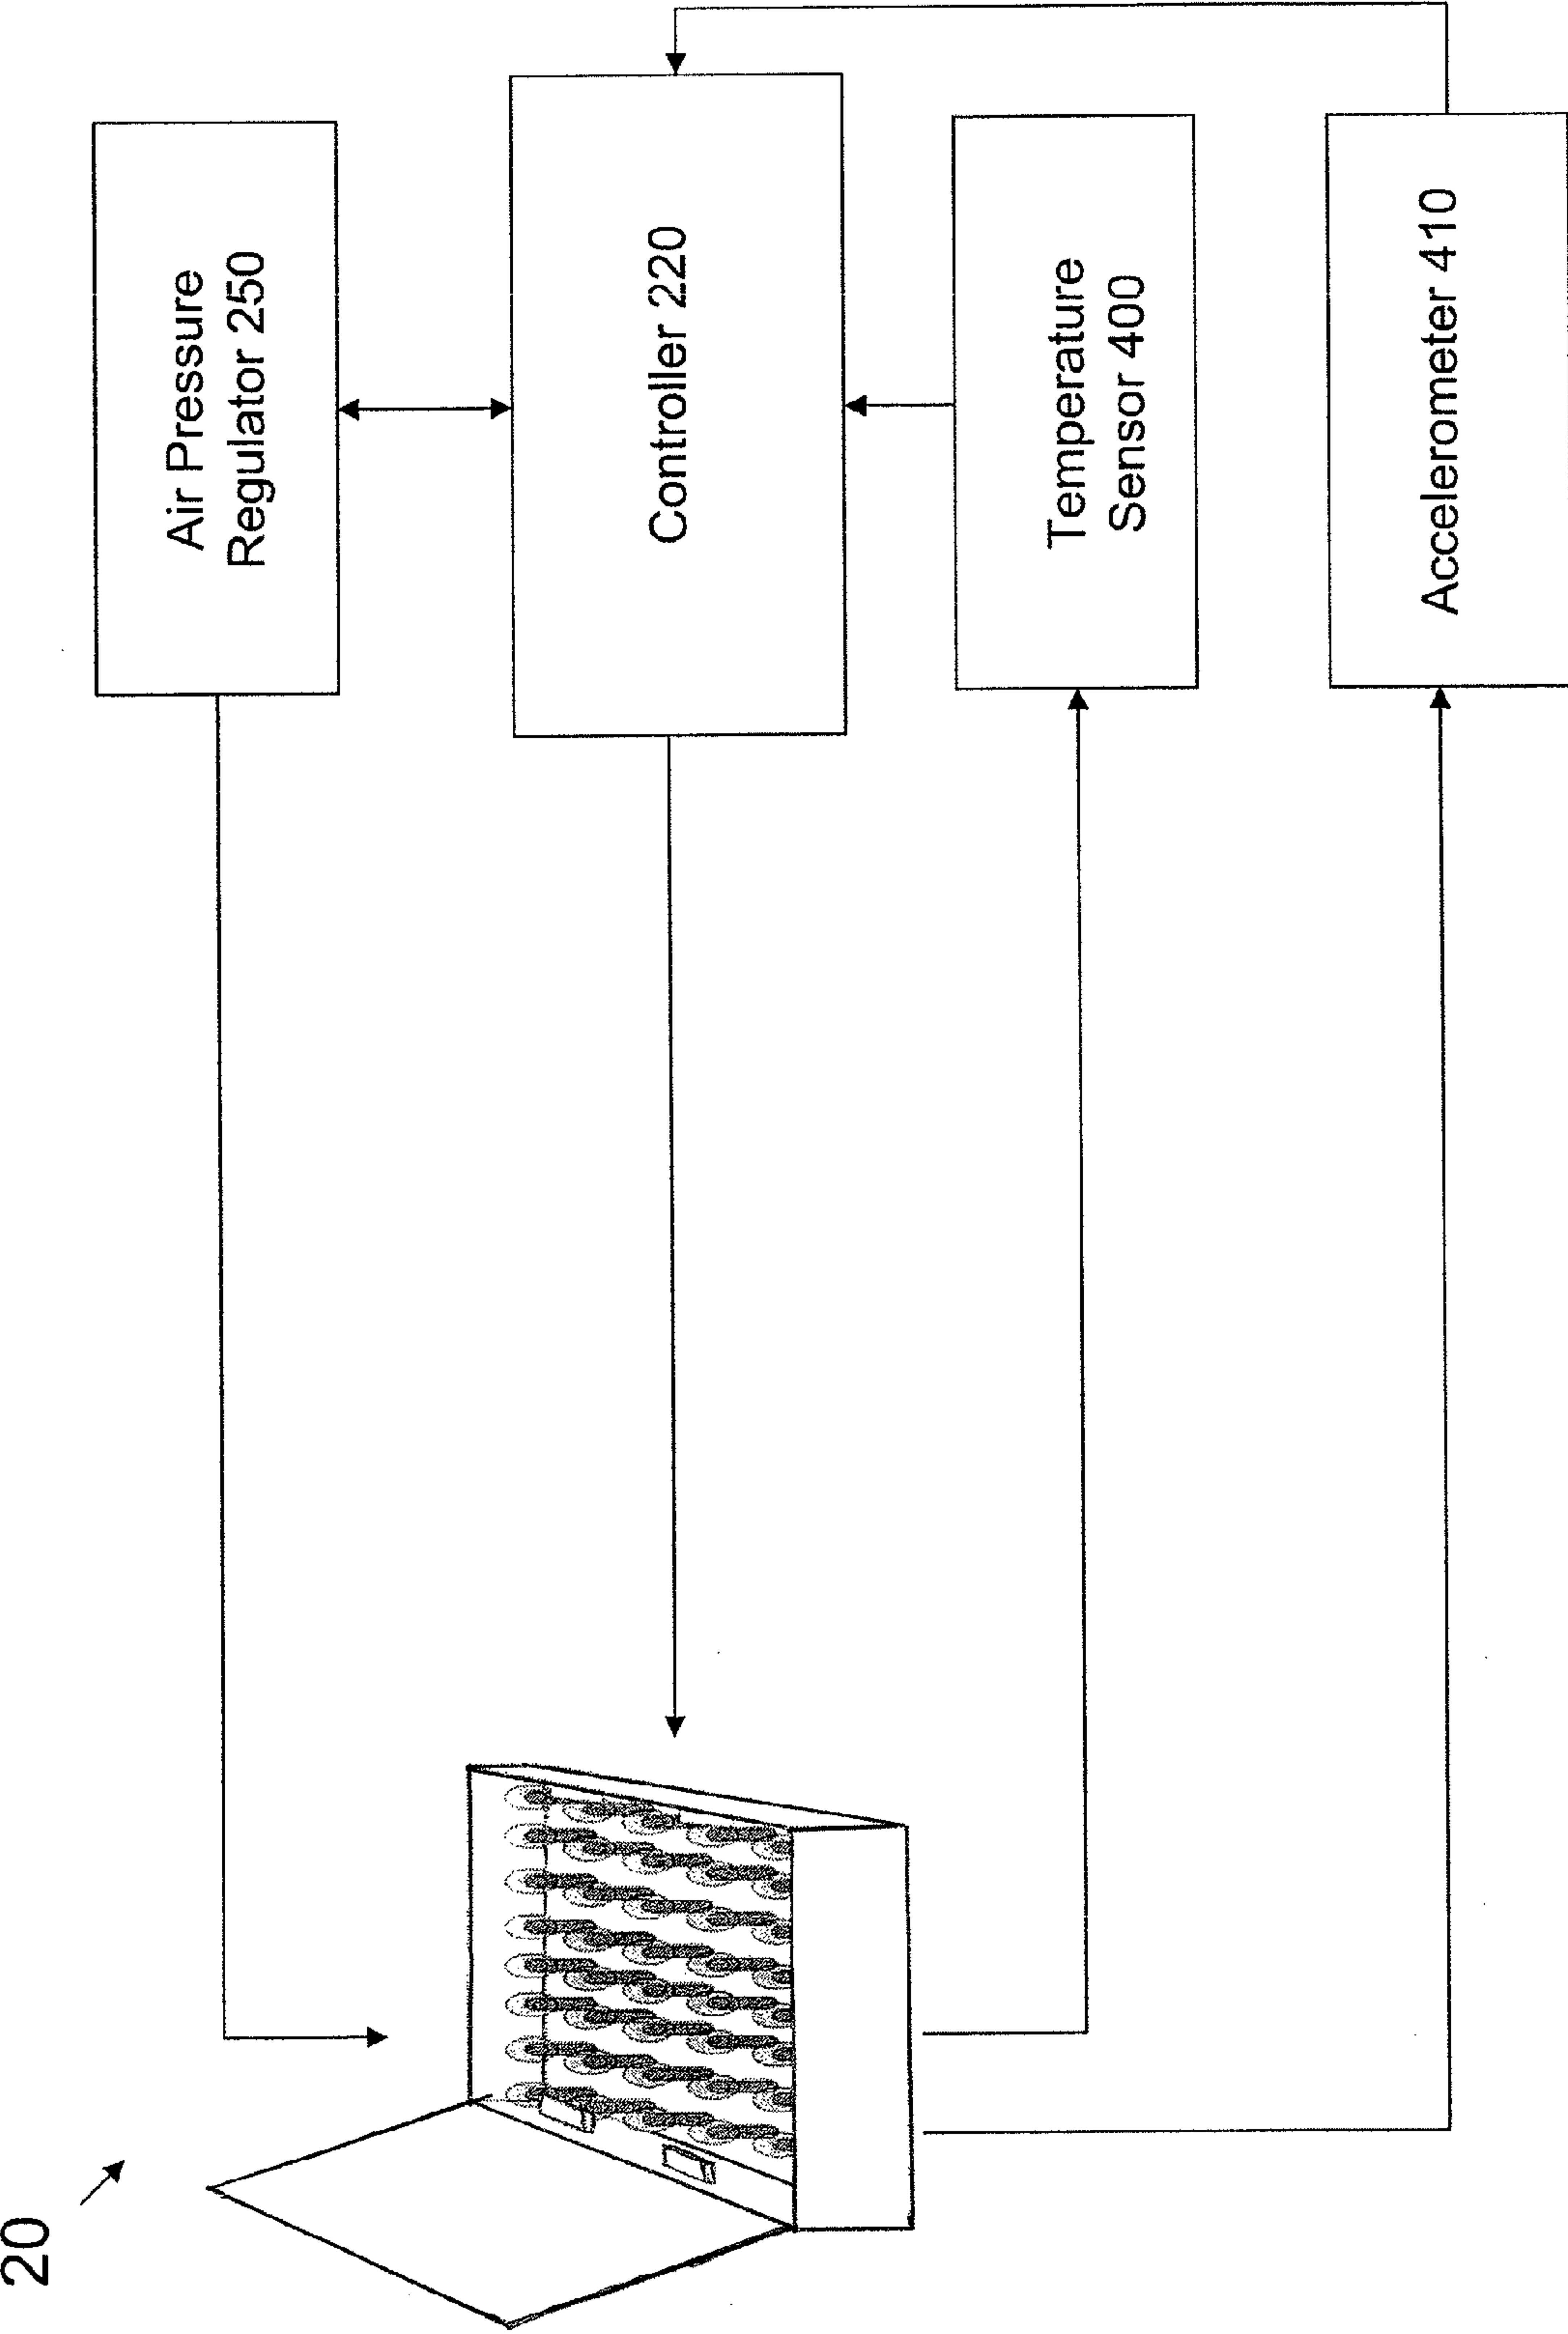 20
Air Pressure
Regulator 250
Controller 220
Temperature
Sensor 400
Accelerometer 410